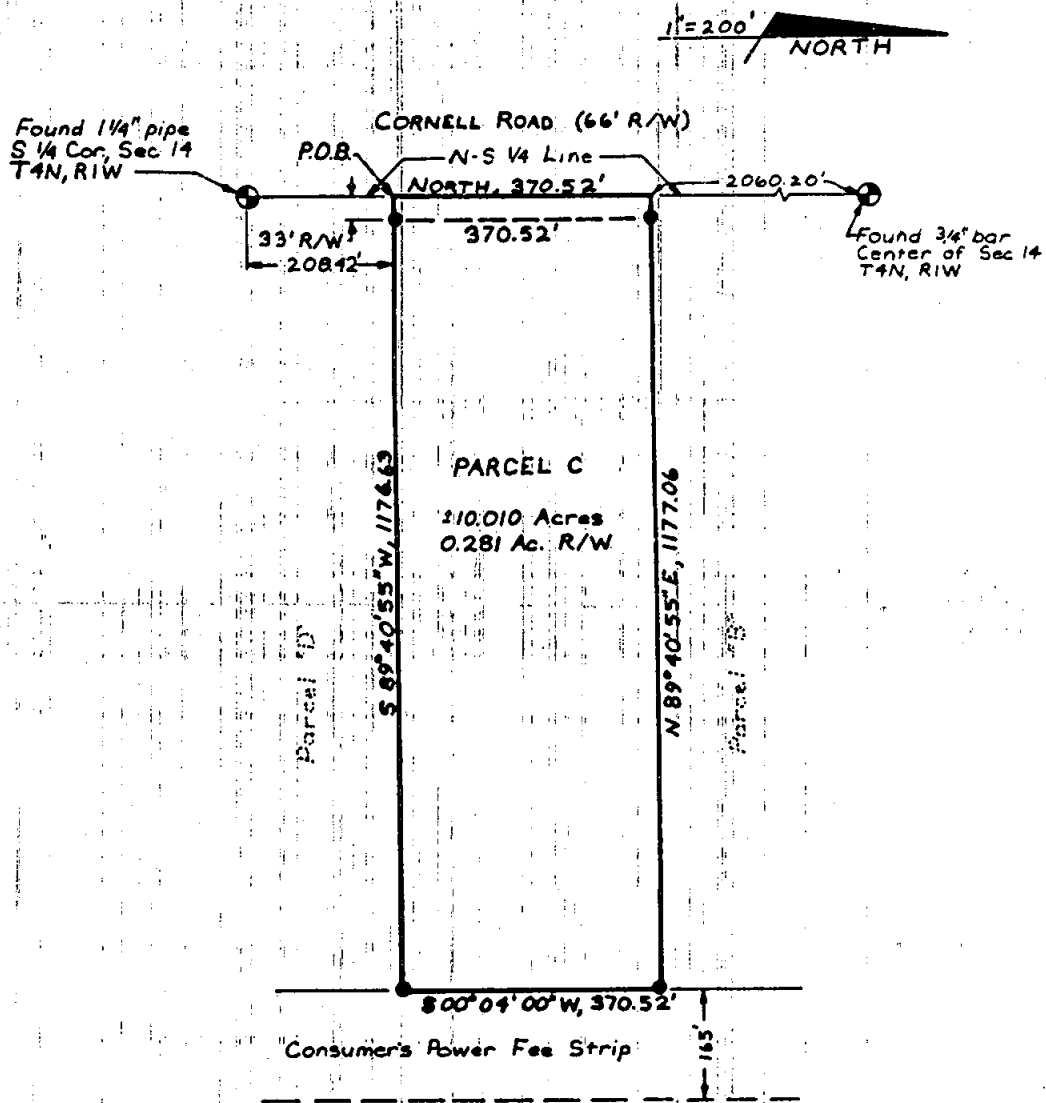 1"=200'
NORTH
Found 1¼" pipe
S ¼ Cor, Sec 14
T4N, R1W
CORNELL ROAD (66' R/W)
P.O.B.
N-S ¼ Line
NORTH, 370.52'
2060.20'
33' R/W
370.52'
208.42'
Found ¾" bar
Center of Sec 14
T4N, R1W
PARCEL C
±10.010 Acres
0.281 Ac. R/W
S 89°40'55"W, 1176.63
N 89°40'55"E, 1177.06
Parcel "D"
Parcel
S 00°04'00"W, 370.52'
Consumer's Power Fee Strip
165'